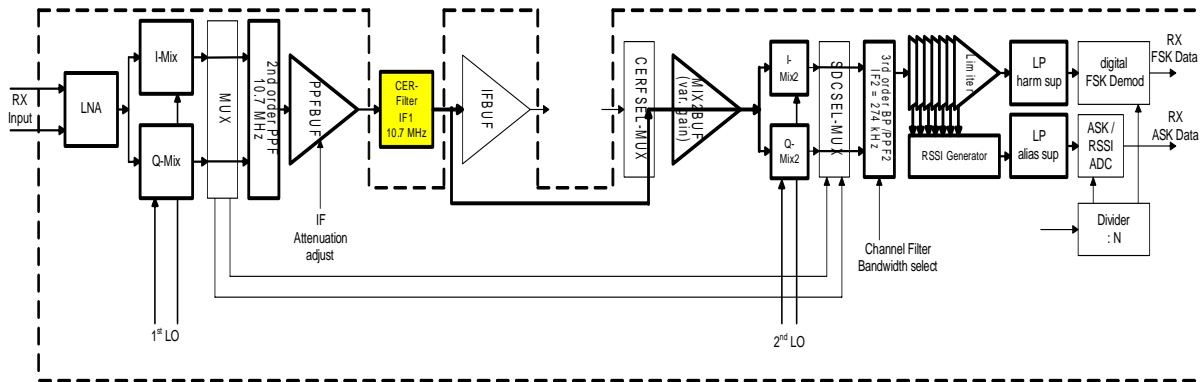 RX
Input
LNA
I-Mix
Q-Mix
MUX
2nd order PPF
10.7 MHz
PPFBUF
IF
Attenuation
adjust
1st LO
CER-
Filter
IF1
10.7 MHz
IFBUF
CERFSEL-MUX
MIX2BUF
(var. gain)
I-
Mix2
Q-
Mix2
2nd LO
SDCSEL-MUX
3rd order BP/PPF2
IF2 = 274 kHz
Channel Filter
Bandwidth select
Limiter
RSSI Generator
LP
harm sup
LP
alias sup
digital
FSK Demod
ASK /
RSSI
ADC
Divider
: N
RX
FSK Data
RX
ASK Data